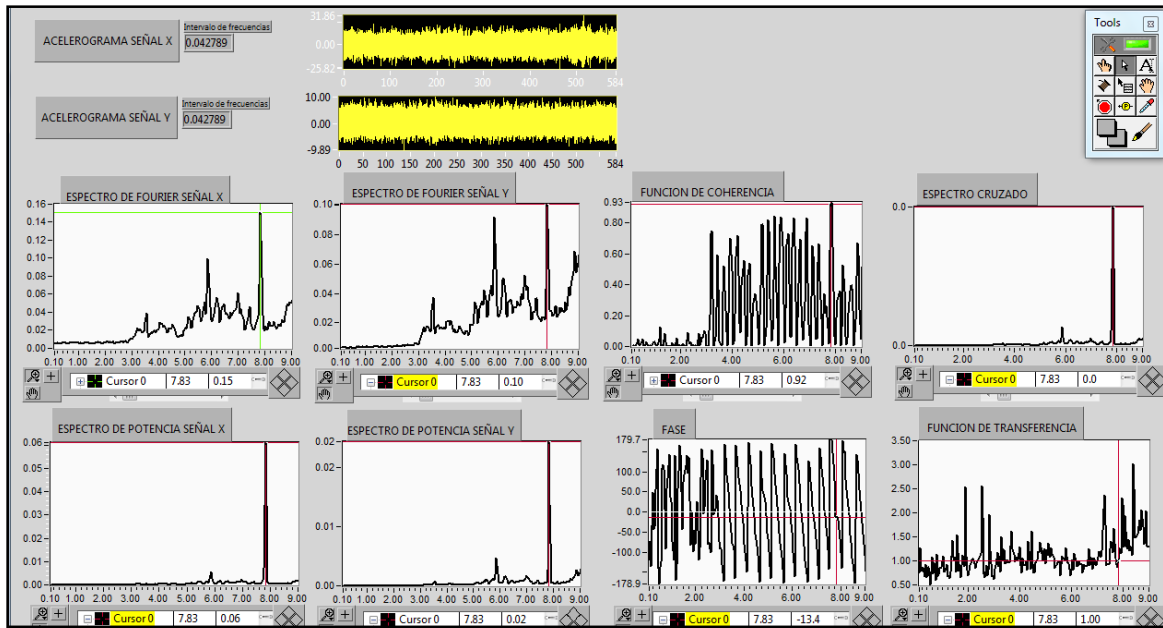 Tools
ACELEROGRAMA SEÑAL X
Intervalo de frecuencias
0.042789
31.86
0.00
-25.82
0 100 200 300 400 500 584
ACELEROGRAMA SEÑAL Y
Intervalo de frecuencias
0.042789
10.00
0.00
-9.89
0 50 100 150 200 250 300 350 400 450 500 584
ESPECTRO DE FOURIER SEÑAL X
0.16
0.14
0.12
0.10
0.08
0.06
0.04
0.02
0.00
0.10 1.00 2.00 3.00 4.00 5.00 6.00 7.00 8.00 9.00
Cursor 0 7.83 0.15
ESPECTRO DE FOURIER SEÑAL Y
0.10
0.08
0.06
0.04
0.02
0.00
0.10 1.00 2.00 3.00 4.00 5.00 6.00 7.00 8.00 9.00
Cursor 0 7.83 0.10
FUNCION DE COHERENCIA
0.93
0.80
0.60
0.40
0.20
0.00
0.10 2.00 4.00 6.00 8.00 9.00
Cursor 0 7.83 0.92
ESPECTRO CRUZADO
0.0
0.0
0.10 2.00 4.00 6.00 8.00 9.00
Cursor 0 7.83 0.0
ESPECTRO DE POTENCIA SEÑAL X
0.06
0.05
0.04
0.03
0.02
0.01
0.00
0.10 1.00 2.00 3.00 4.00 5.00 6.00 7.00 8.00 9.00
Cursor 0 7.83 0.06
ESPECTRO DE POTENCIA SEÑAL Y
0.02
0.02
0.01
0.00
0.10 1.00 2.00 3.00 4.00 5.00 6.00 7.00 8.00 9.00
Cursor 0 7.83 0.02
FASE
179.7
100.0
50.0
0.00
-50.0
-100.0
-178.9
0.10 2.00 4.00 6.00 8.00 9.00
Cursor 0 7.83 -13.4
FUNCION DE TRANSFERENCIA
3.50
3.00
2.50
2.00
1.50
1.00
0.50
0.10 2.00 4.00 6.00 8.00 9.00
Cursor 0 7.83 1.00